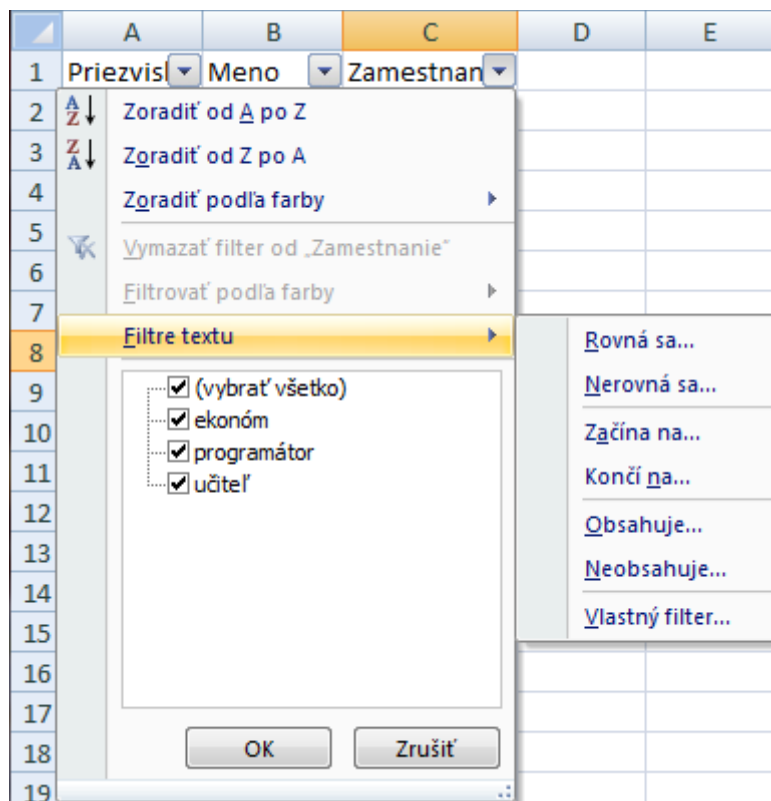 A B C D E
1 Priezvisl Meno Zamestnan
2 Zoradiť od A po Z
3 Zoradiť od Z po A
4 Zoradiť podľa farby
5 Vymazať filter od „Zamestnanie“
6
7 Filtrovať podľa farby
8 Filtre textu
Rovná sa...
9 (vybrať všetko)
Nerovná sa...
10 ekonóm
Začína na...
programátor
11 učiteľ
Končí na...
12
Obsahuje...
13
Neobsahuje...
14
15 Vlastný filter...
16
17
18 OK Zrušiť
19